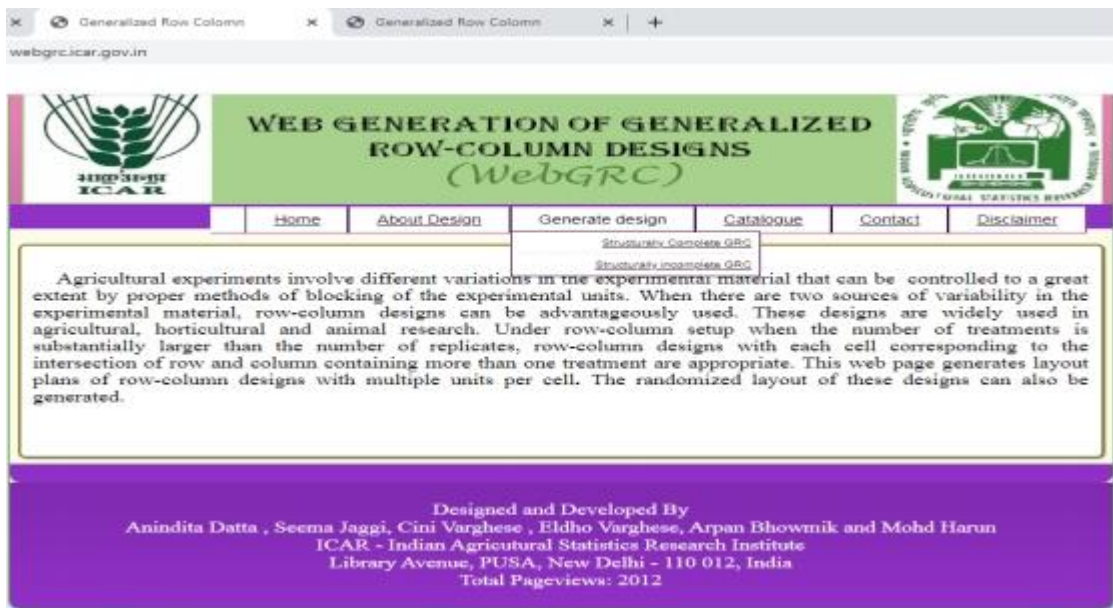 Generalized Row Colomn
Generalized Row Colomn
webgrc.icar.gov.in
WEB GENERATION OF GENERALIZED
ROW-COLUMN DESIGNS
(WebGRC)
ICAR
Home About Design Generate design Catalogue Contact Disclaimer
Structurally Complete GRC
Structurally incomplete GRC
Agricultural experiments involve different variations in the experimental material that can be controlled to a great
extent by proper methods of blocking of the experimental units. When there are two sources of variability in the
experimental material, row-column designs can be advantageously used. These designs are widely used in
agricultural, horticultural and animal research. Under row-column setup when the number of treatments is
substantially larger than the number of replicates, row-column designs with each cell corresponding to the
intersection of row and column containing more than one treatment are appropriate. This web page generates layout
plans of row-column designs with multiple units per cell. The randomized layout of these designs can also be
generated.
Designed and Developed By
Anindita Datta , Seema Jaggi, Cini Varghese , Eldho Varghese, Arpan Bhowmik and Mohd Harun
ICAR - Indian Agricutural Statistics Research Institute
Library Avenue, PUSA, New Delhi - 110 012, India
Total Pageviews: 2012